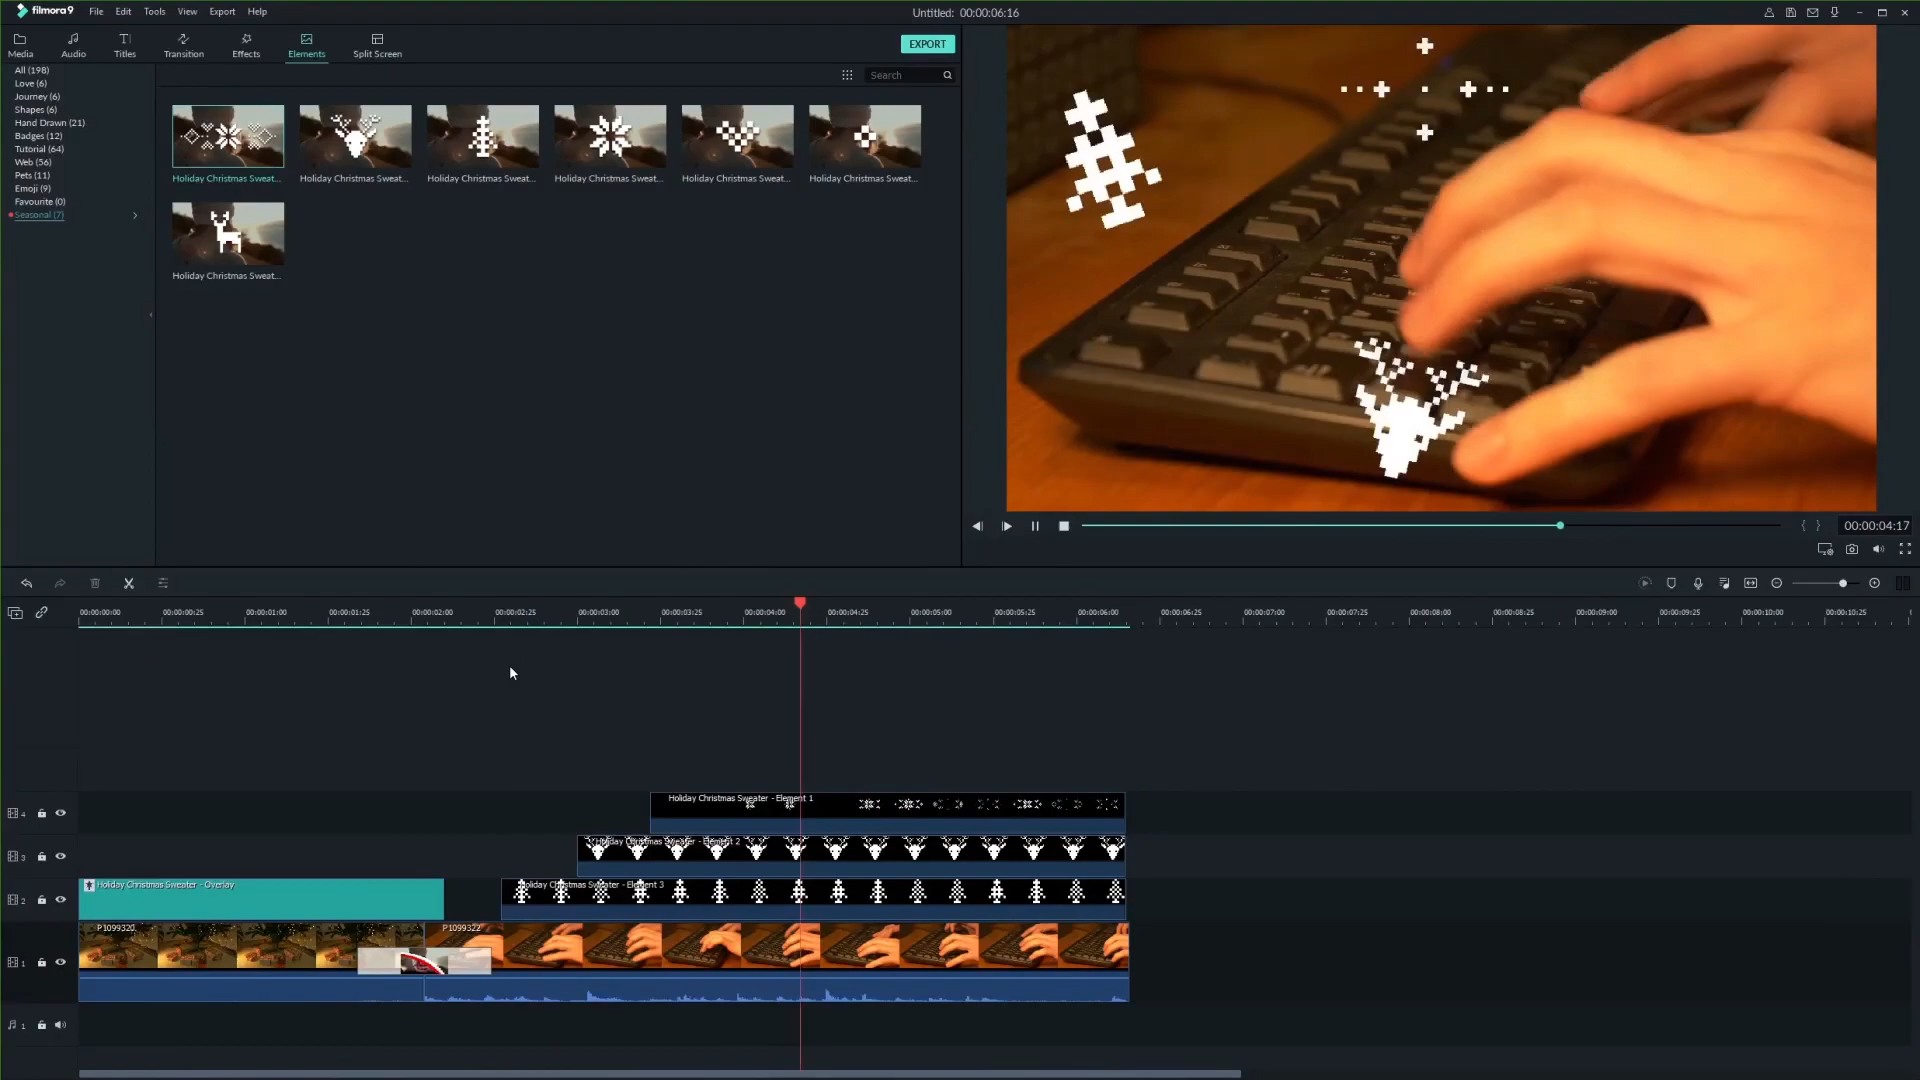 filmora9 File Edit Tools View Export Help
Untitled: 00:00:06:16
Media Audio Titles Transition Effects Elements Split Screen
EXPORT
All (198)
Love (6)
Journey (6)
Shapes (6)
Hand Drawn (21)
Badges (12)
Tutorial (64)
Web (56)
Pets (11)
Emoji (9)
Favourite (0)
Seasonal (7)
Search
Holiday Christmas Sweat... Holiday Christmas Sweat... Holiday Christmas Sweat... Holiday Christmas Sweat... Holiday Christmas Sweat... Holiday Christmas Sweat...
Holiday Christmas Sweat...
00:00:04:17
00:00:00:00 00:00:00:25 00:00:01:00 00:00:01:25 00:00:02:00 00:00:02:25 00:00:03:00 00:00:03:25 00:00:04:00 00:00:04:25 00:00:05:00 00:00:05:25 00:00:06:00 00:00:06:25 00:00:07:00 00:00:07:25 00:00:08:00 00:00:08:25 00:00:09:00 00:00:09:25 00:00:10:00 00:00:10:25
4 Holiday Christmas Sweater - Element 1
3 Holiday Christmas Sweater - Element 2
2 Holiday Christmas Sweater - Overlay Holiday Christmas Sweater - Element 3
P1099320 P1099322
1
1